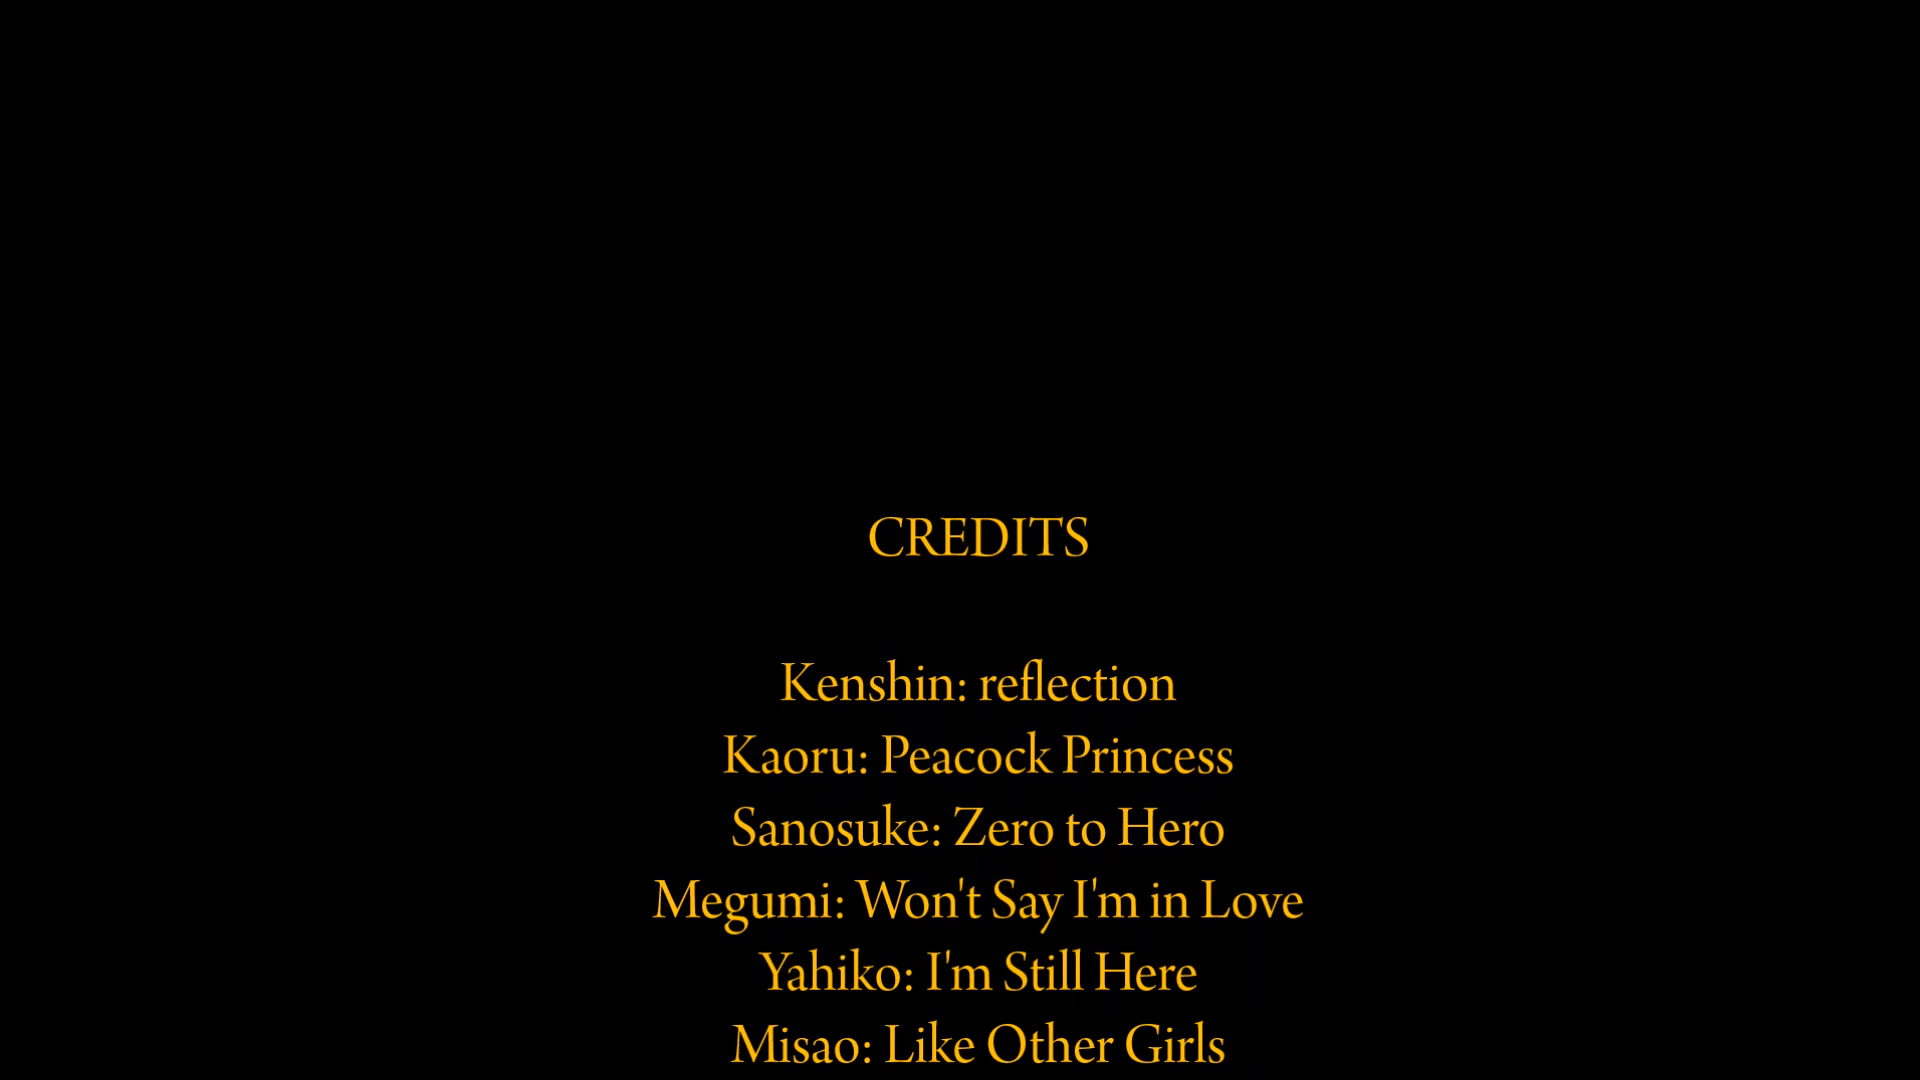 CREDITS
Kenshin: reflection
Kaoru: Peacock Princess
Sanosuke: Zero to Hero
Megumi: Won't Say I'm in Love
Yahiko: I'm Still Here
Misao: Like Other Girls